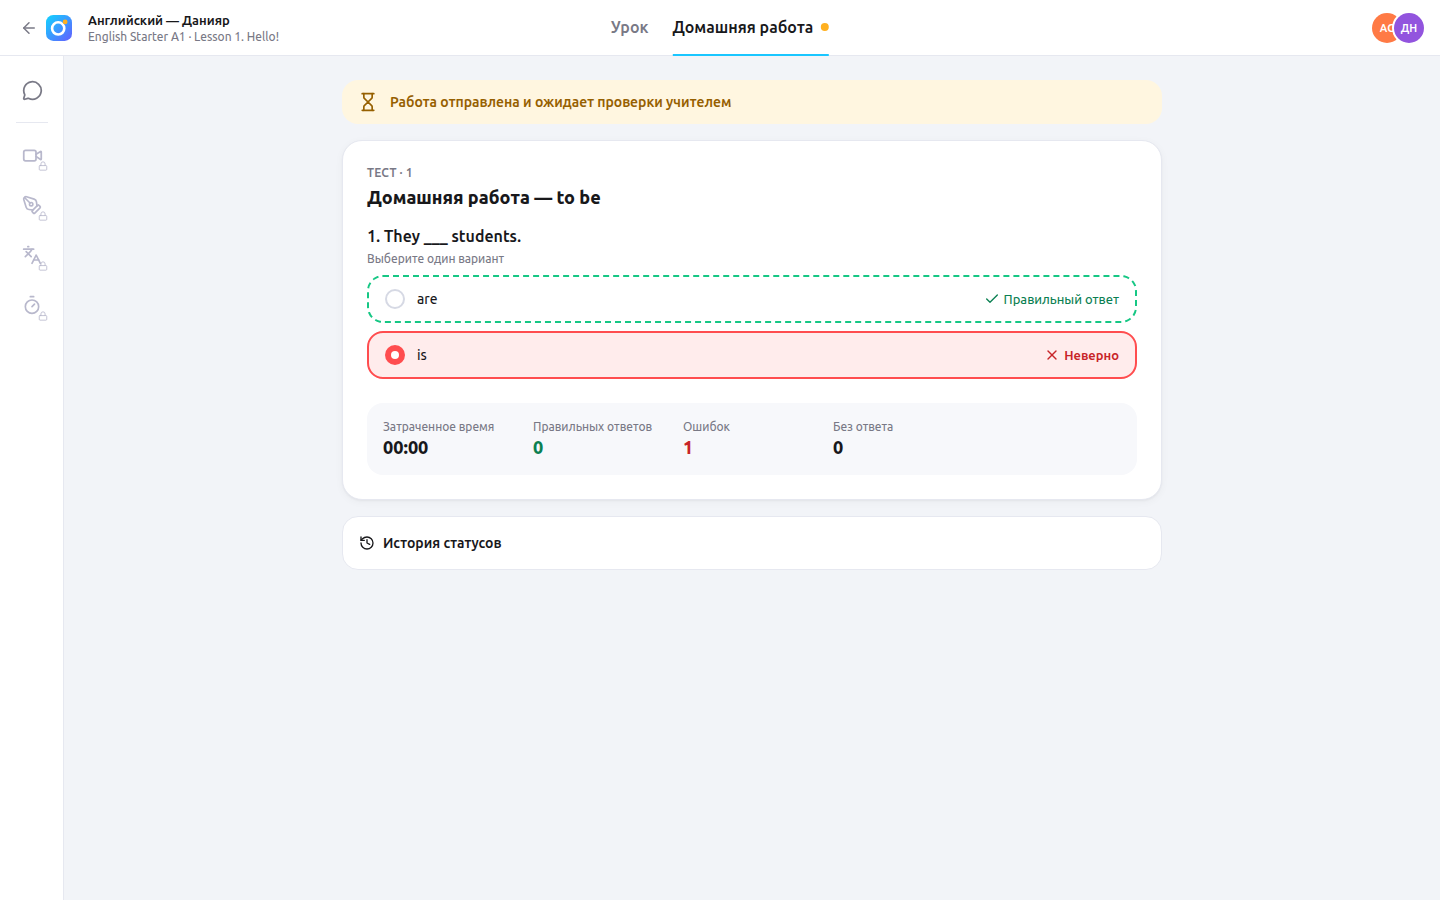 Английский — Данияр
English Starter A1 · Lesson 1. Hello!
Урок
Домашняя работа
ДН
Работа отправлена и ожидает проверки учителем
ТЕСТ · 1
Домашняя работа — to be
1. They ___ students.
Выберите один вариант
are
Правильный ответ
is
Неверно
Затраченное время
00:00
Правильных ответов
0
Ошибок
1
Без ответа
0
История статусов